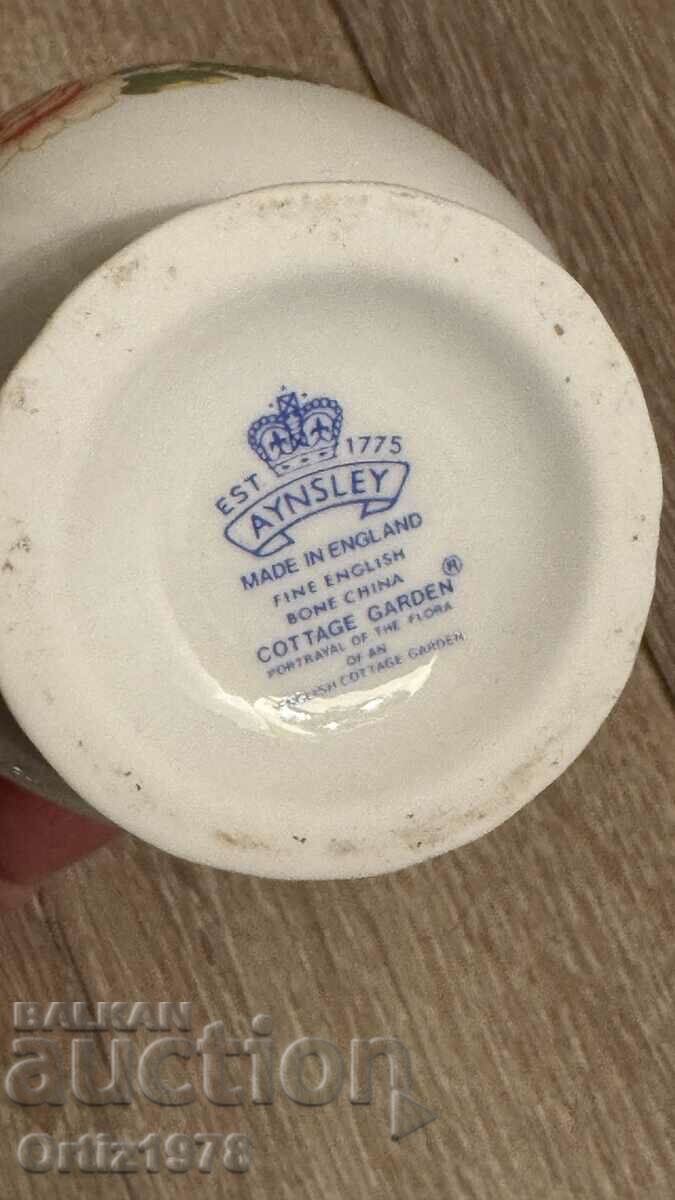 EST 1775
AYNSLEY
MADE IN ENGLAND
FINE ENGLISH
BONE CHINA
COTTAGE GARDEN ®
PORTRAYAL OF THE FLORA
OF AN
ENGLISH COTTAGE GARDEN
BALKAN
auction
Ortiz1978